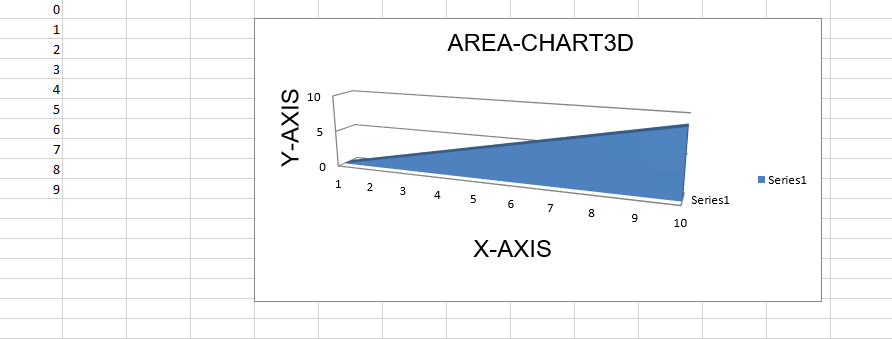 0
1
2
3
4
5
6
7
8
9
AREA-CHART3D
Y-AXIS
10
5
0
1 2 3 4 5 6 7 8 9 10
Series1
X-AXIS
Series1